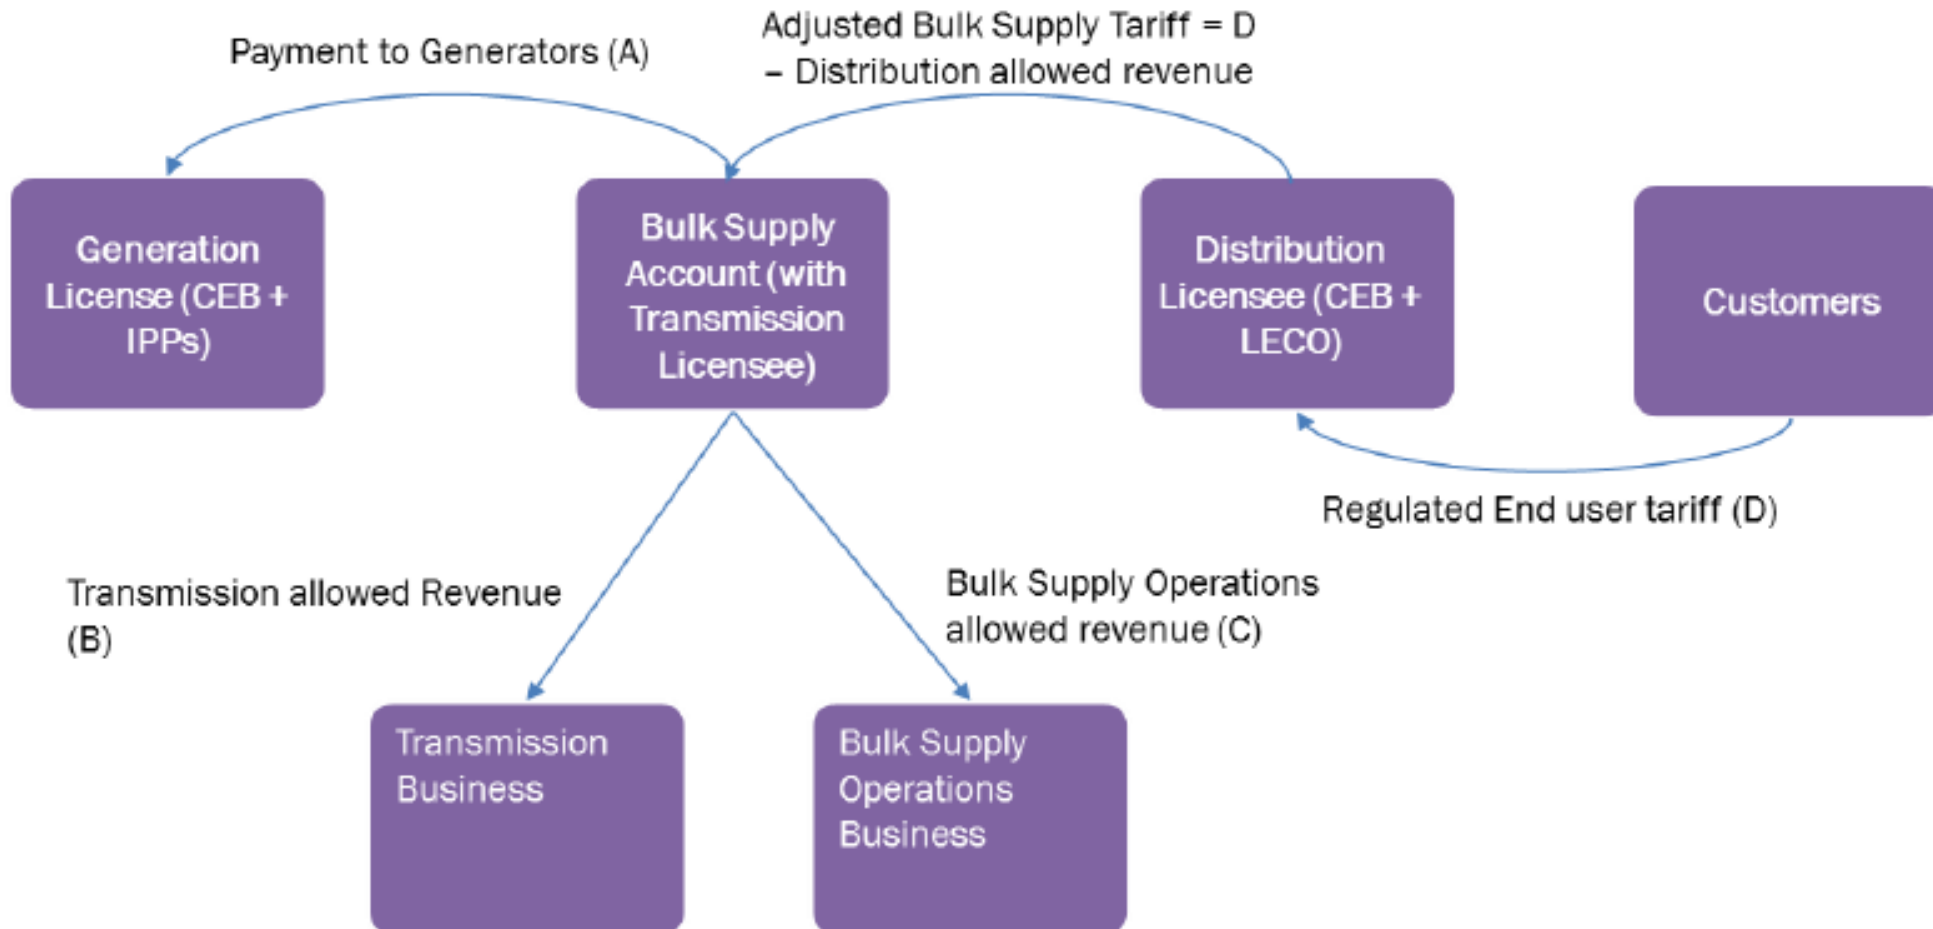 Payment to Generators (A)
Adjusted Bulk Supply Tariff = D
– Distribution allowed revenue
Generation
License (CEB +
IPPs)
Bulk Supply
Account (with
Transmission
Licensee)
Distribution
Licensee (CEB +
LECO)
Customers
Regulated End user tariff (D)
Transmission allowed Revenue
(B)
Bulk Supply Operations
allowed revenue (C)
Transmission
Business
Bulk Supply
Operations
Business